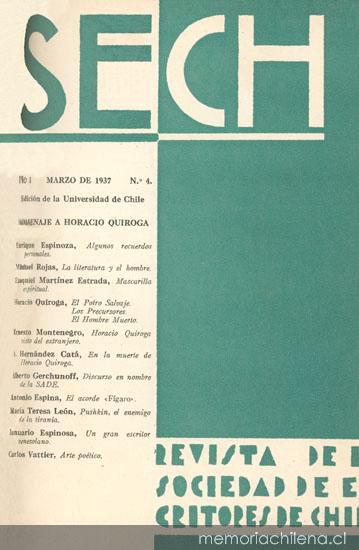 SECH
MARZO DE 1937 N.º 4.
Edición de la Universidad de Chile
HOMENAJE A HORACIO QUIROGA
Enrique Espinoza, Algunos recuerdos
personales.
Manuel Rojas, La literatura y el hombre.
Ezequiel Martínez Estrada, Mascarilla
espiritual.
Horacio Quiroga, El Potro Salvaje.
Los Precursores.
El Hombre Muerto.
Ernesto Montenegro, Horacio Quiroga
visto del extranjero.
A. Hernández Catá, En la muerte de
Horacio Quiroga.
Alberto Gerchunoff, Discurso en nombre
de la SADE.
Antonio Espina, El acorde «Fígaro».
María Teresa León, Pushkin, el enemigo
de la tiranía.
Januario Espinosa, Un gran escritor
venezolano.
Carlos Vattier, Arte poético.
REVISTA DE L
SOCIEDAD DE E
CRITORES DE CHI
memoriachilena.cl